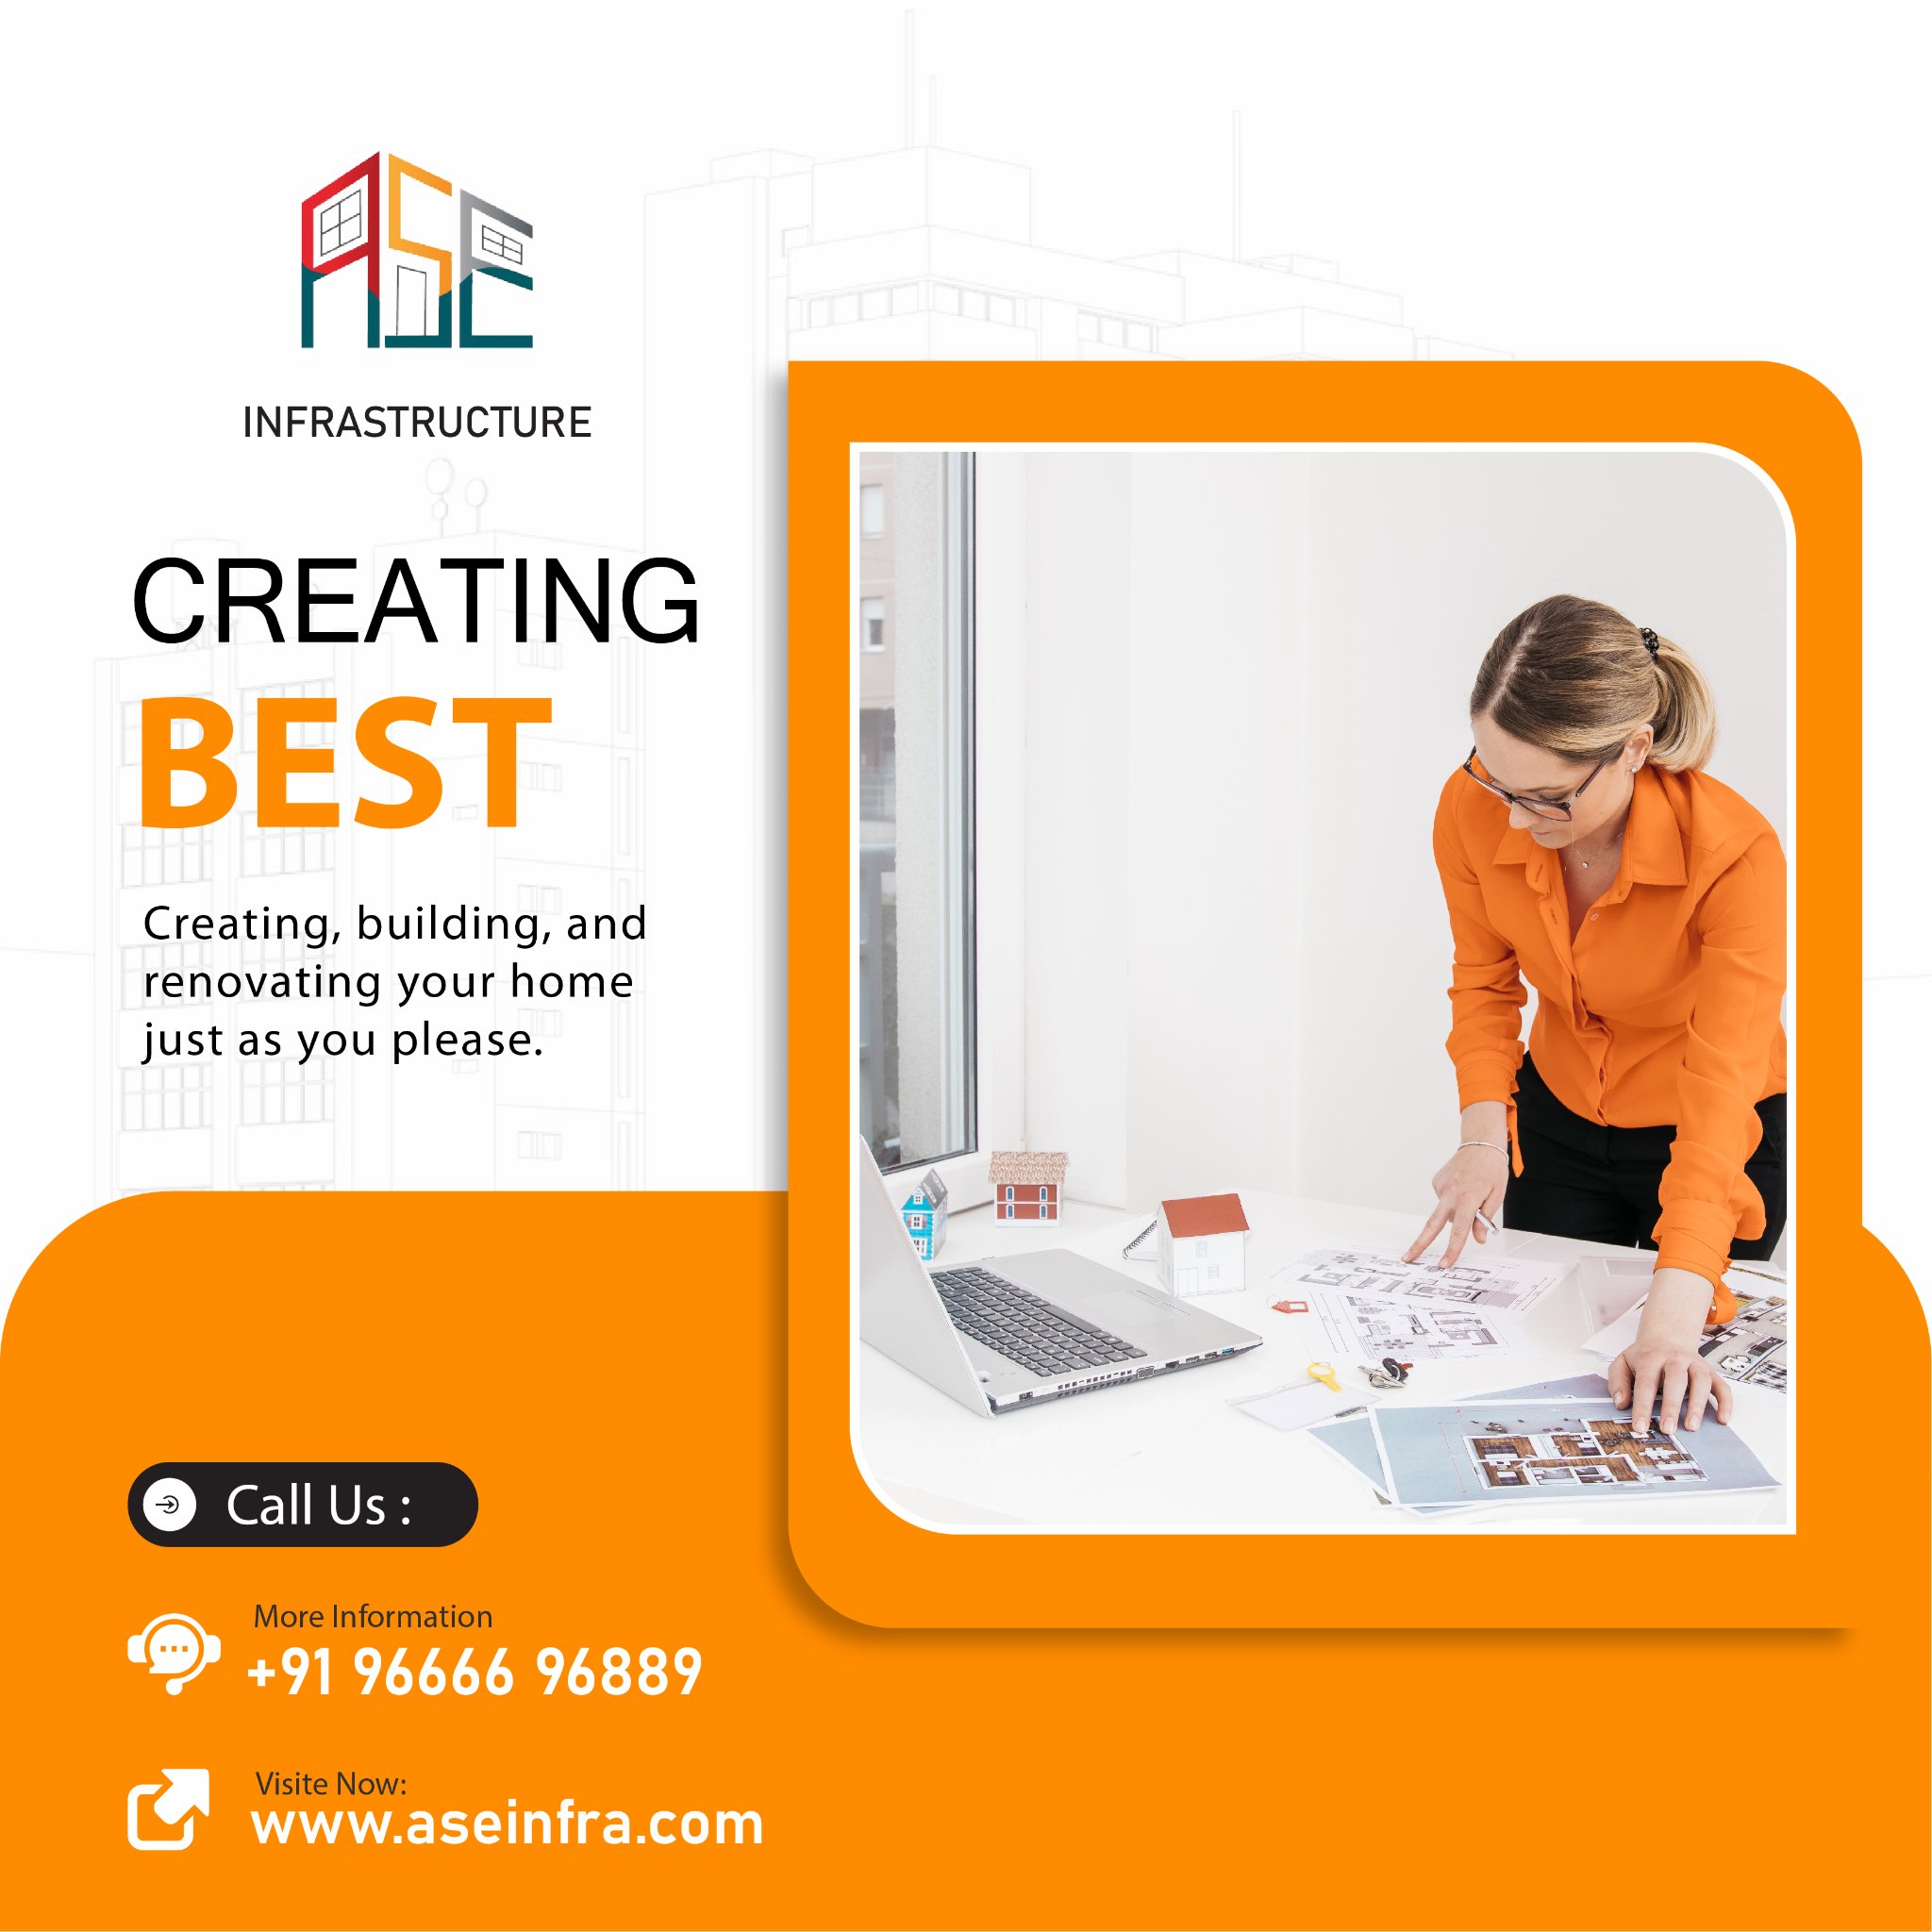 ASE
INFRASTRUCTURE
CREATING
BEST
Creating, building, and
renovating your home
just as you please.
Call Us :
More Information
+91 96666 96889
Visite Now:
www.aseinfra.com